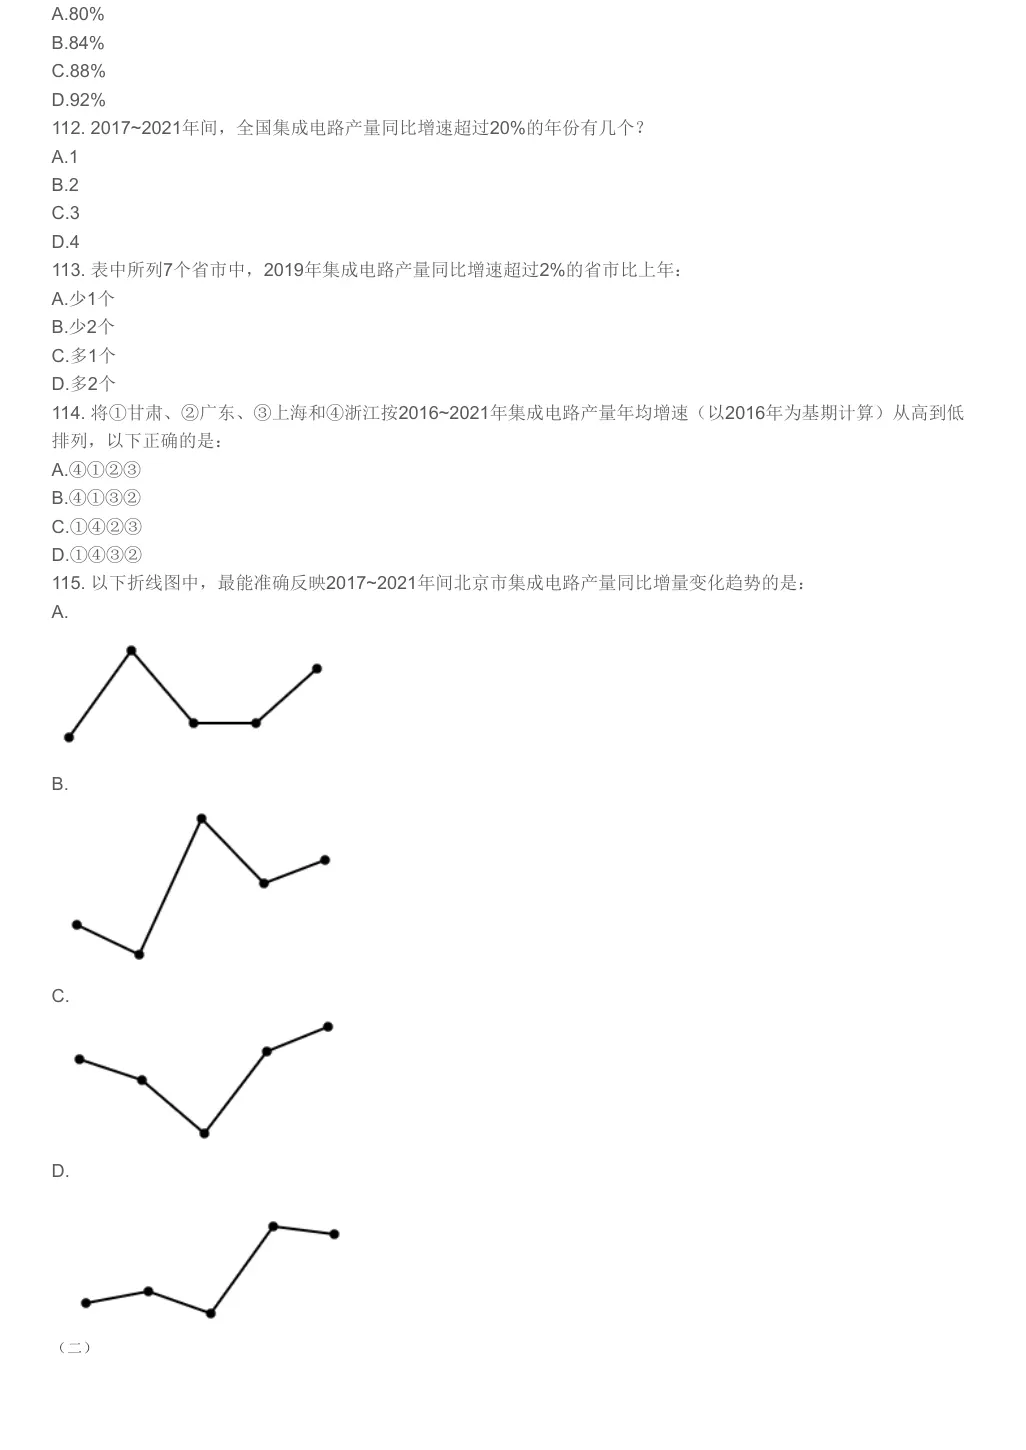 A.80%
B.84%
C.88%
D.92%
112. 2017~2021年间，全国集成电路产量同比增速超过20%的年份有几个？
A.1
B.2
C.3
D.4
113. 表中所列7个省市中，2019年集成电路产量同比增速超过2%的省市比上年：
A.少1个
B.少2个
C.多1个
D.多2个
114. 将①甘肃、②广东、③上海和④浙江按2016~2021年集成电路产量年均增速（以2016年为基期计算）从高到低
排列，以下正确的是：
A.④①②③
B.④①③②
C.①④②③
D.①④③②
115. 以下折线图中，最能准确反映2017~2021年间北京市集成电路产量同比增量变化趋势的是：
A.
B.
C.
D.
（二）